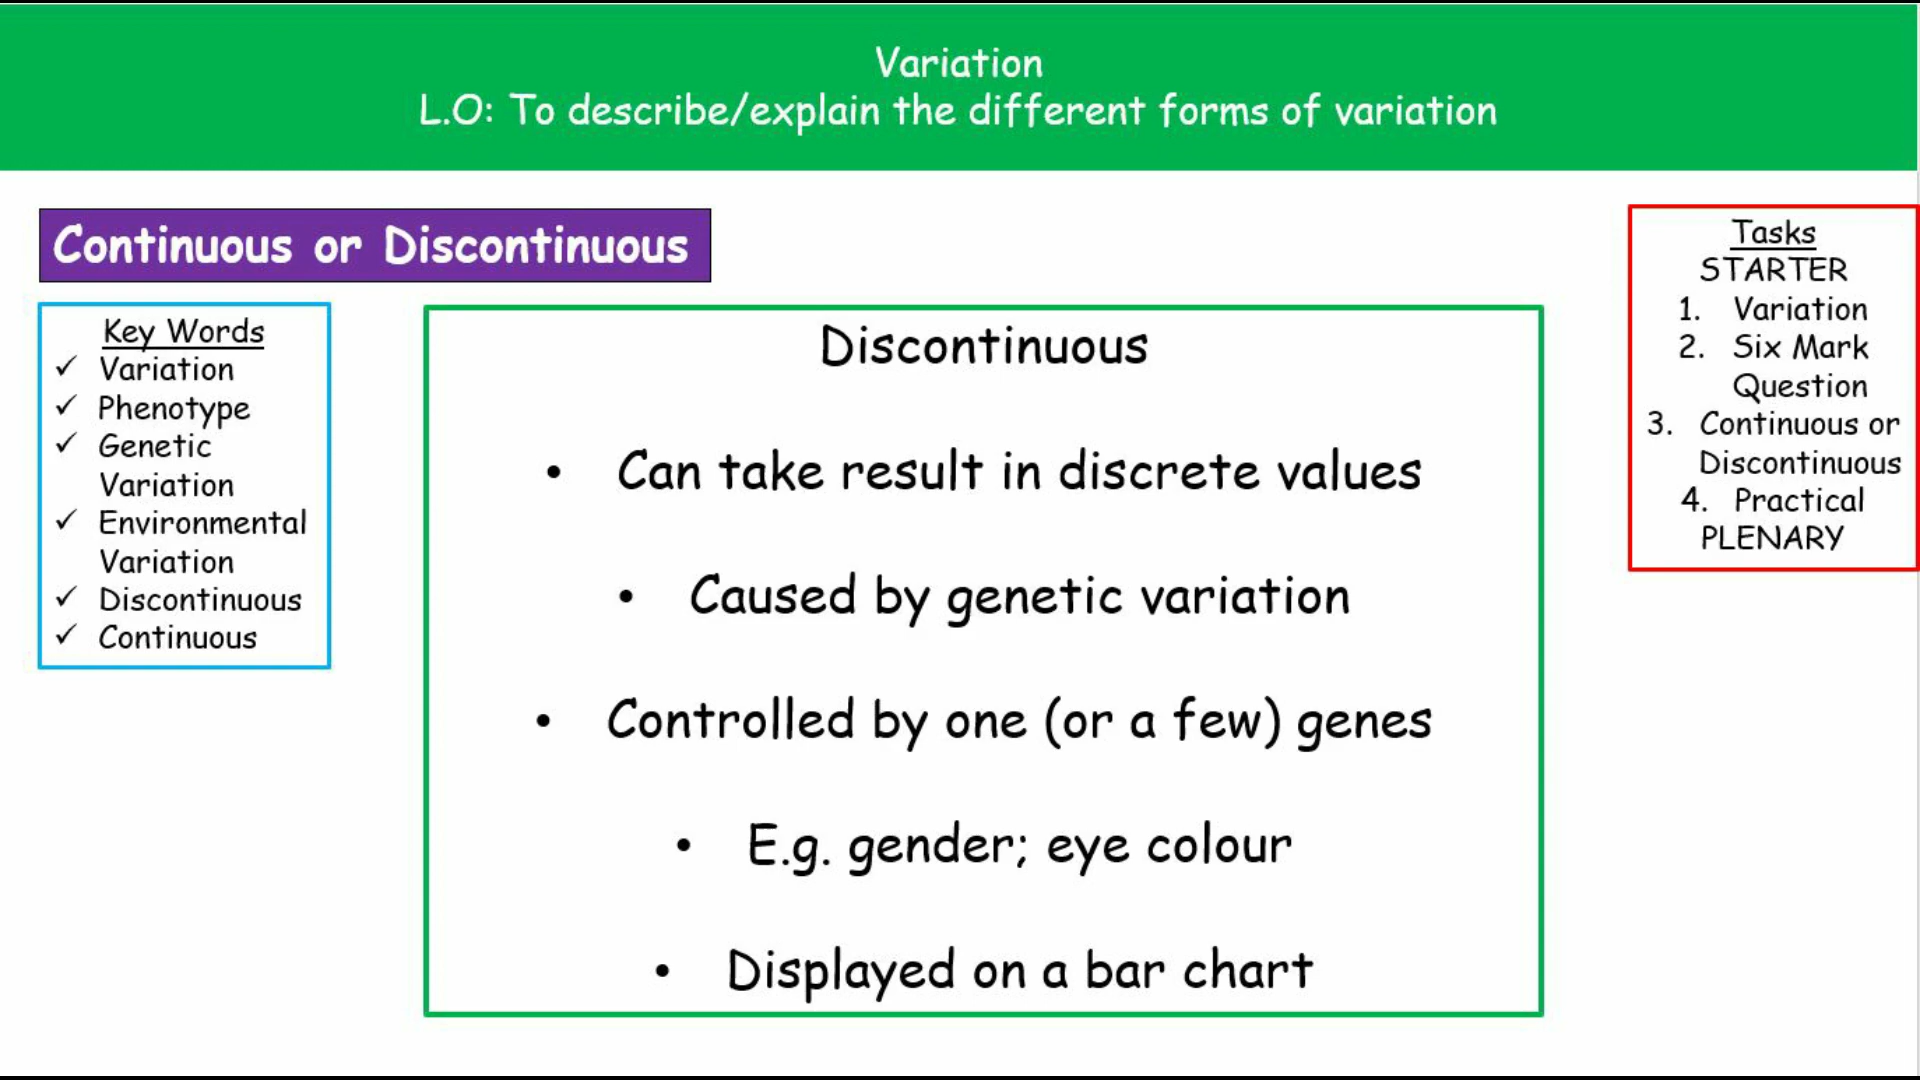 Variation
L.O: To describe/explain the different forms of variation
Continuous or Discontinuous
Key Words
✓ Variation
✓ Phenotype
✓ Genetic
Variation
✓ Environmental
Variation
✓ Discontinuous
✓ Continuous
Discontinuous
• Can take result in discrete values
• Caused by genetic variation
• Controlled by one (or a few) genes
• E.g. gender; eye colour
• Displayed on a bar chart
Tasks
STARTER
1. Variation
2. Six Mark
Question
3. Continuous or
Discontinuous
4. Practical
PLENARY